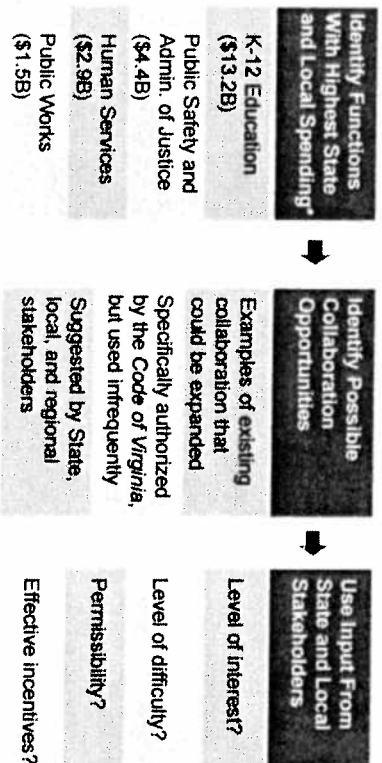 Identify Functions
With Highest State
and Local Spending*
K-12 Education
($13.2B)
Public Safety and
Admin. of Justice
($4.4B)
Human Services
($2.9B)
Public Works
($1.5B)
Identify Possible
Collaboration
Opportunities
Examples of existing
collaboration that
could be expanded
Specifically authorized
by the Code of Virginia,
but used infrequently
Suggested by State,
local, and regional
stakeholders
Use Input From
State and Local
Stakeholders
Level of interest?
Level of difficulty?
Permissibility?
Effective incentives?